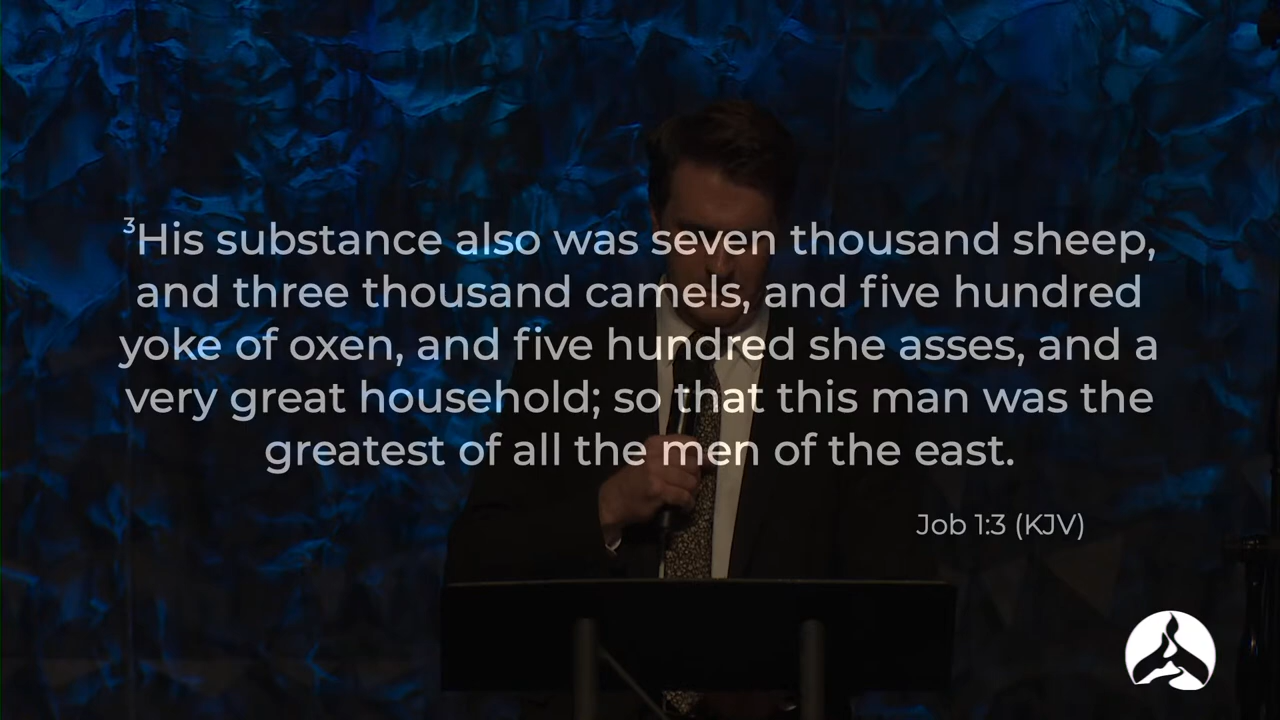 ³His substance also was seven thousand sheep,
and three thousand camels, and five hundred
yoke of oxen, and five hundred she asses, and a
very great household; so that this man was the
greatest of all the men of the east.
Job 1:3 (KJV)